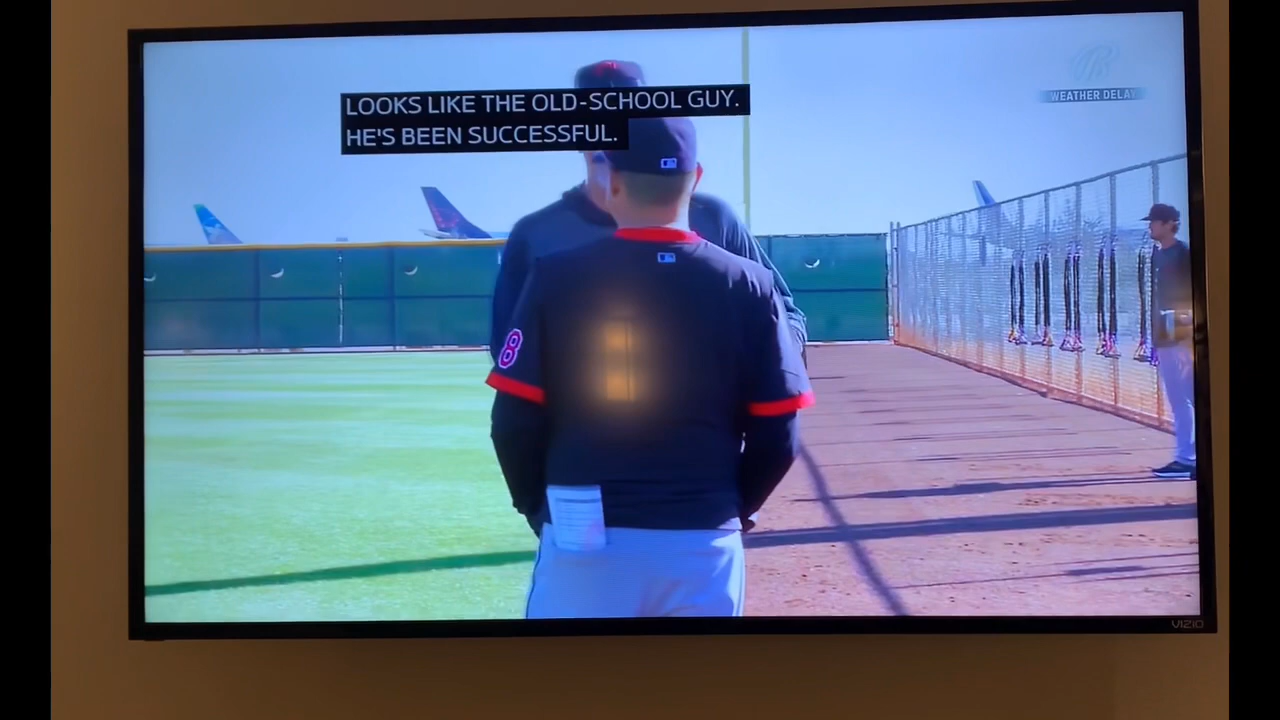 LOOKS LIKE THE OLD-SCHOOL GUY.
HE'S BEEN SUCCESSFUL.
WEATHER DELAY
8
VIZIO